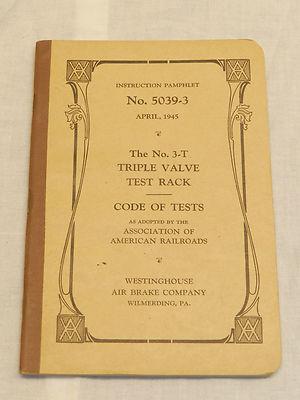 INSTRUCTION PAMPHLET
No. 5039-3
APRIL, 1945
The No. 3-T
TRIPLE VALVE
TEST RACK
CODE OF TESTS
AS ADOPTED BY THE
ASSOCIATION OF
AMERICAN RAILROADS
WESTINGHOUSE
AIR BRAKE COMPANY
WILMERDING, PA.